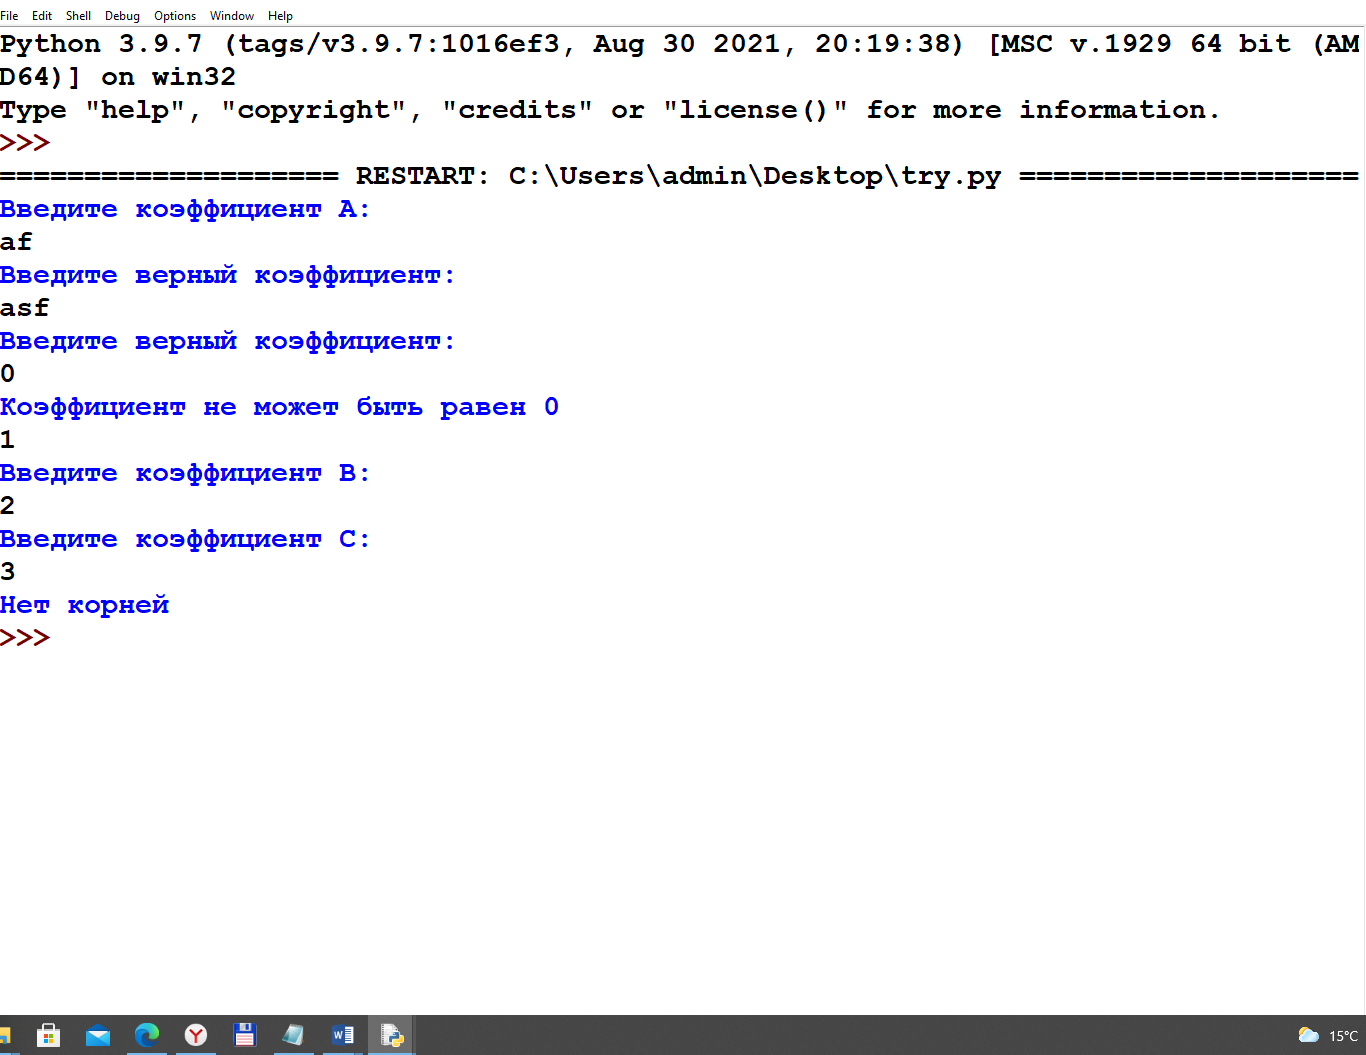 File Edit Shell Debug Options Window Help
Python 3.9.7 (tags/v3.9.7:1016ef3, Aug 30 2021, 20:19:38) [MSC v.1929 64 bit (AM
D64)] on win32
Type "help", "copyright", "credits" or "license()" for more information.
>>>
==================== RESTART: C:\Users\admin\Desktop\try.py ====================
Введите коэффициент A:
af
Введите верный коэффициент:
asf
Введите верный коэффициент:
0
Коэффициент не может быть равен 0
1
Введите коэффициент B:
2
Введите коэффициент C:
3
Нет корней
>>>
15°C